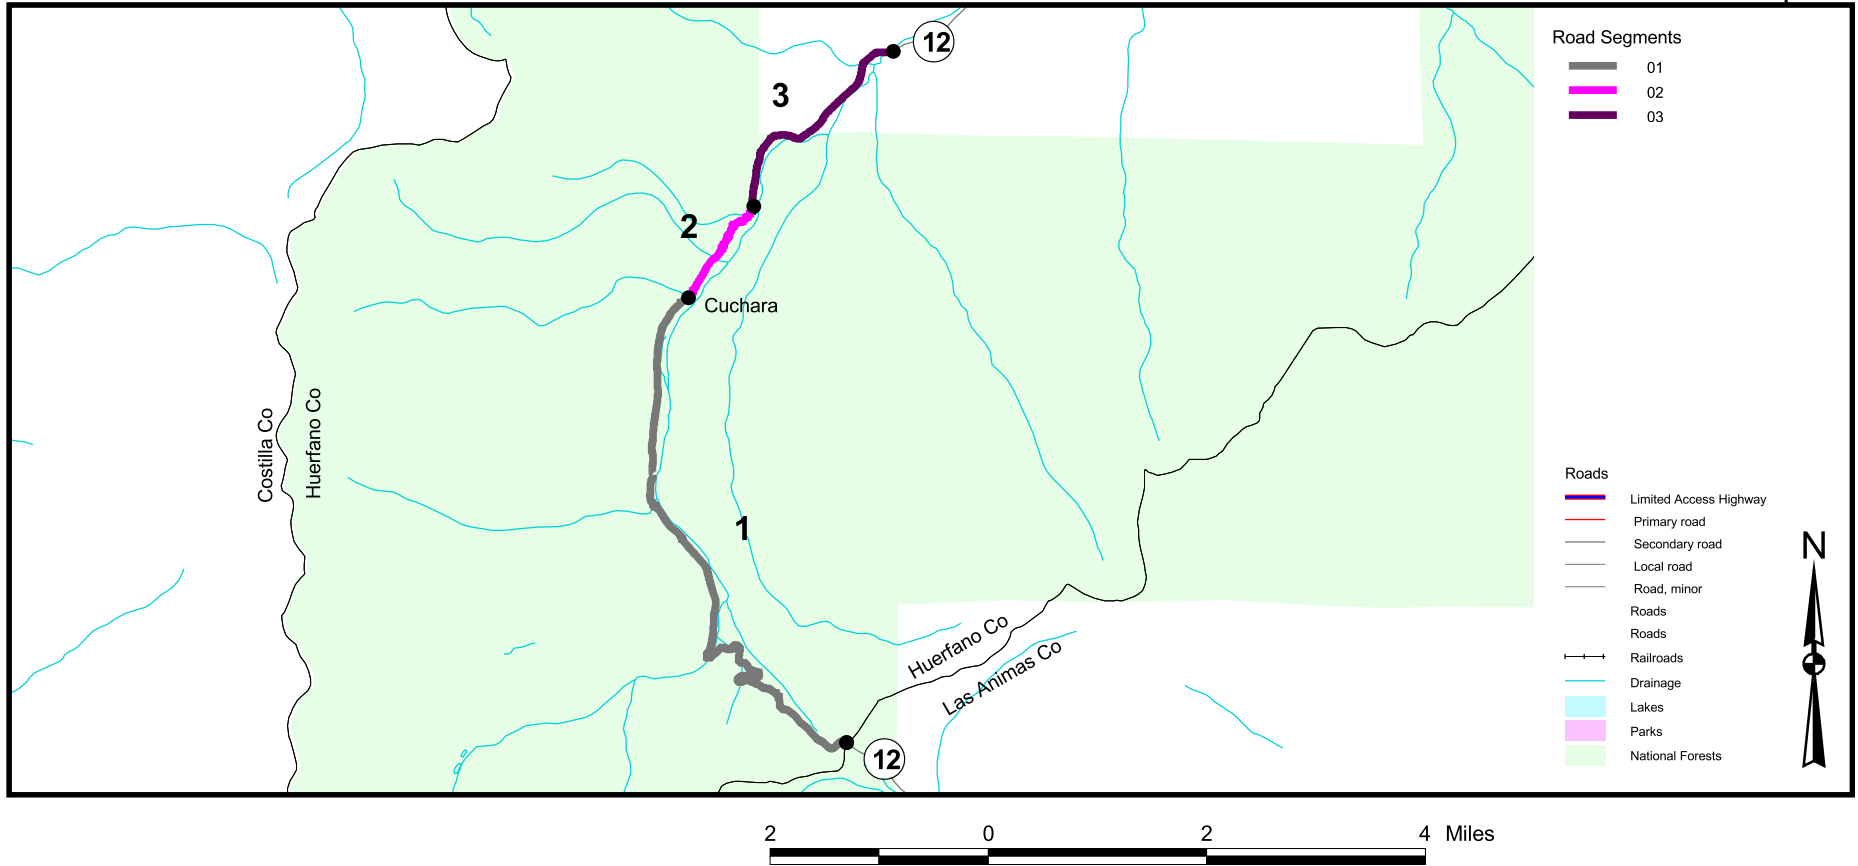 12
Road Segments
01
02
03
3
2
Cuchara
Costilla Co
Huerfano Co
1
Huerfano Co
Las Animas Co
12
Roads
Limited Access Highway
Primary road
Secondary road
Local road
Road, minor
Roads
Roads
Railroads
Drainage
Lakes
Parks
National Forests
N
2 0 2 4 Miles